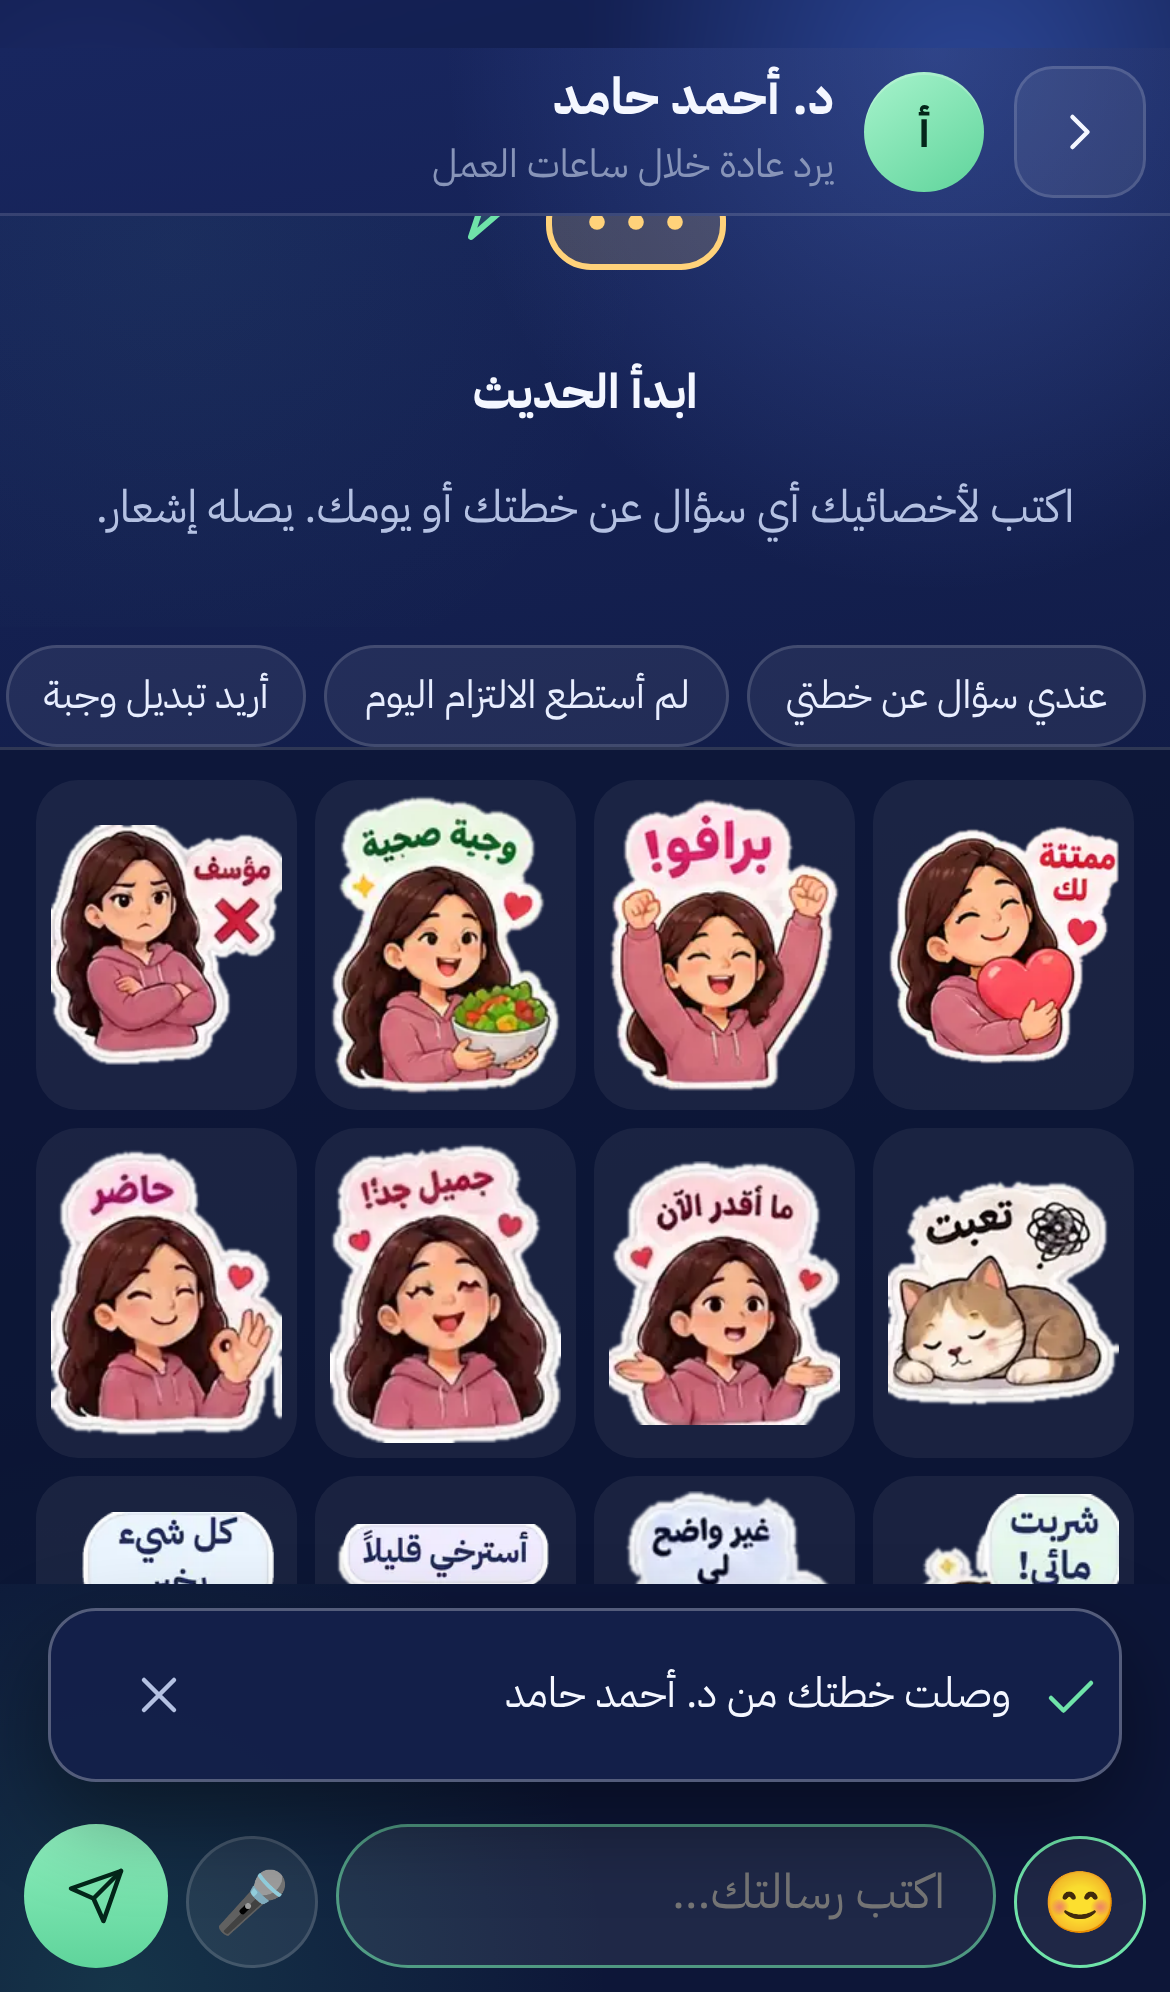 د. أحمد حامد
أ
يرد عادة خلال ساعات العمل
ابدأ الحديث
اكتب لأخصائيك أي سؤال عن خطتك أو يومك. يصله إشعار.
عندي سؤال عن خطتي
لم أستطع الالتزام اليوم
أريد تبديل وجبة
ممتنة
لك
برافو!
وجبة صحية
مؤسف
تعبت
ما أقدر الآن
جميل جدًا!
حاضر
شربت
مائي!
غير واضح
لي
أسترخي قليلاً
كل شيء
وصلت خطتك من د. أحمد حامد
اكتب رسالتك...